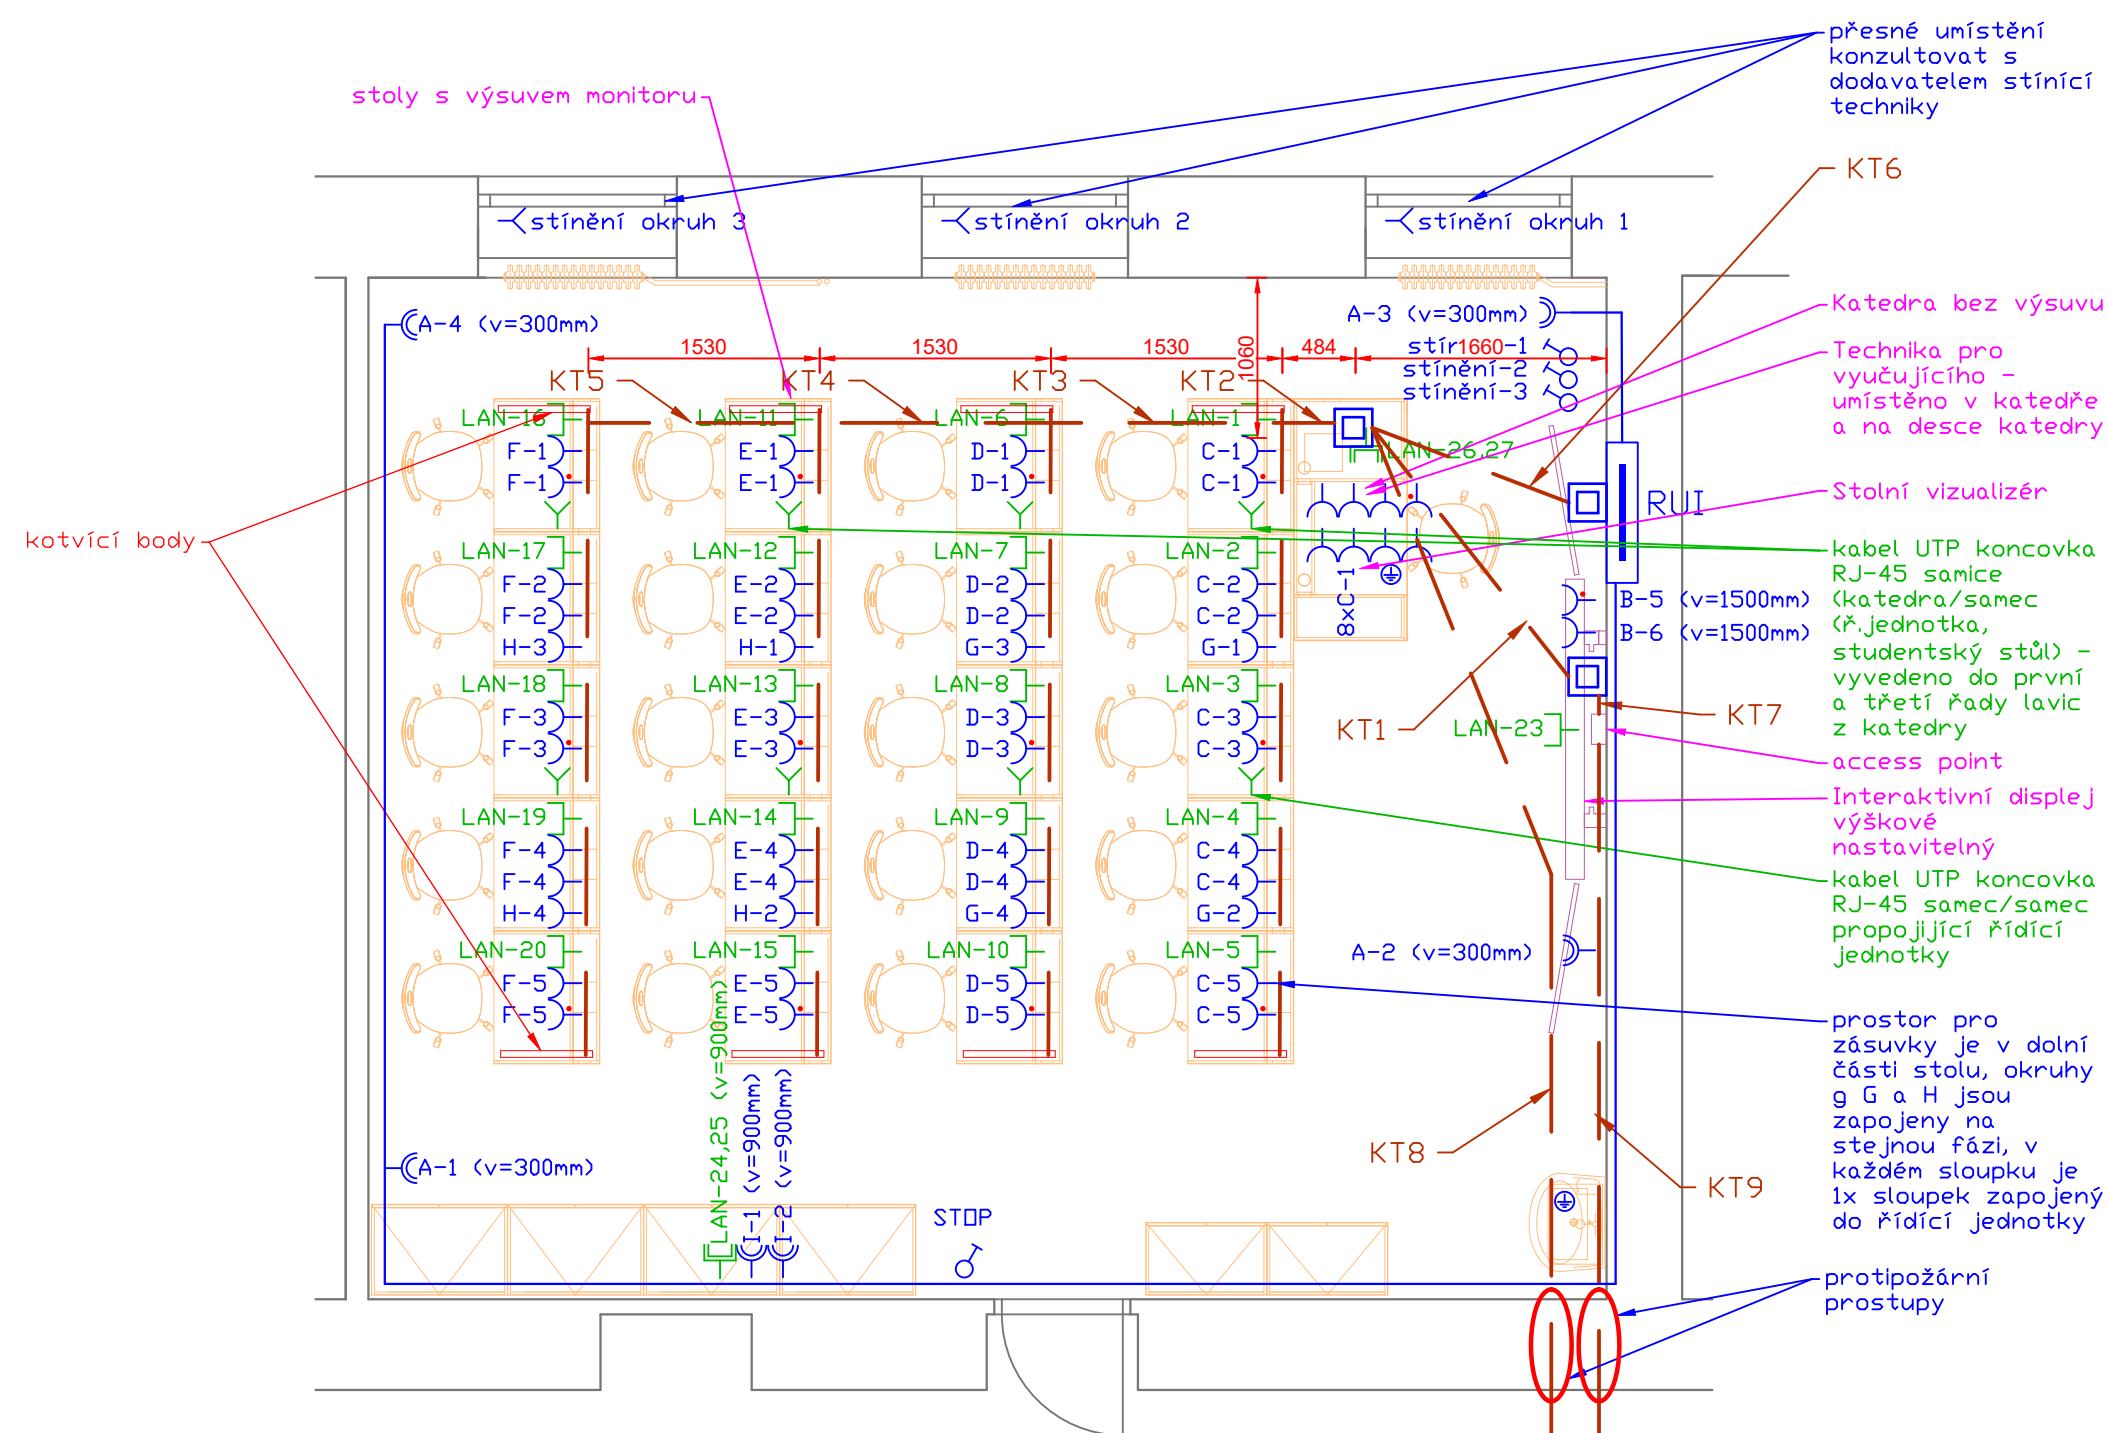 přesné umístění
konzultovat s
dodavatelem stínící
techniky
stoly s výsuvem monitoru
KT6
stínění okruh 3
stínění okruh 2
stínění okruh 1
A-4 (v=300mm)
A-3 (v=300mm)
Katedra bez výsuvu
1530
1530
1530
1060
484
1660
stír -1
stínění-2
stínění-3
Technika pro
vyučujícího -
umístěno v katedře
a na desce katedry
KT5
KT4
KT3
KT2
LAN-16
LAN-11
LAN-6
LAN-1
LAN-26,27
F-1
E-1
D-1
C-1
F-1
E-1
D-1
C-1
Stolní vizualizér
RUI
kotvící body
LAN-17
LAN-12
LAN-7
LAN-2
kabel UTP koncovka
RJ-45 samice
(katedra/samec
(ř.jednotka,
studentský stůl) -
vyvedeno do první
a třetí řady lavic
z katedry
F-2
E-2
D-2
C-2
F-2
E-2
D-2
C-2
H-3
H-1
G-3
G-1
8xC-1
B-5 (v=1500mm)
B-6 (v=1500mm)
LAN-18
LAN-13
LAN-8
LAN-3
F-3
E-3
D-3
C-3
F-3
E-3
D-3
C-3
KT1
LAN-23
KT7
access point
Interaktivní displej
výškové
nastavitelný
LAN-19
LAN-14
LAN-9
LAN-4
F-4
E-4
D-4
C-4
F-4
E-4
D-4
C-4
H-4
H-2
G-4
G-2
kabel UTP koncovka
RJ-45 samec/samec
propojijící řídící
jednotky
LAN-20
LAN-15
LAN-10
LAN-5
A-2 (v=300mm)
F-5
E-5
D-5
C-5
F-5
E-5
D-5
C-5
prostor pro
zásuvky je v dolní
části stolu, okruhy
g G a H jsou
zapojeny na
stejnou fázi, v
každém sloupku je
1x sloupek zapojený
do řídící jednotky
LAN-24,25 (v=900mm)
I-1 (v=900mm)
I-2 (v=900mm)
A-1 (v=300mm)
KT8
KT9
STOP
protipožární
prostupy